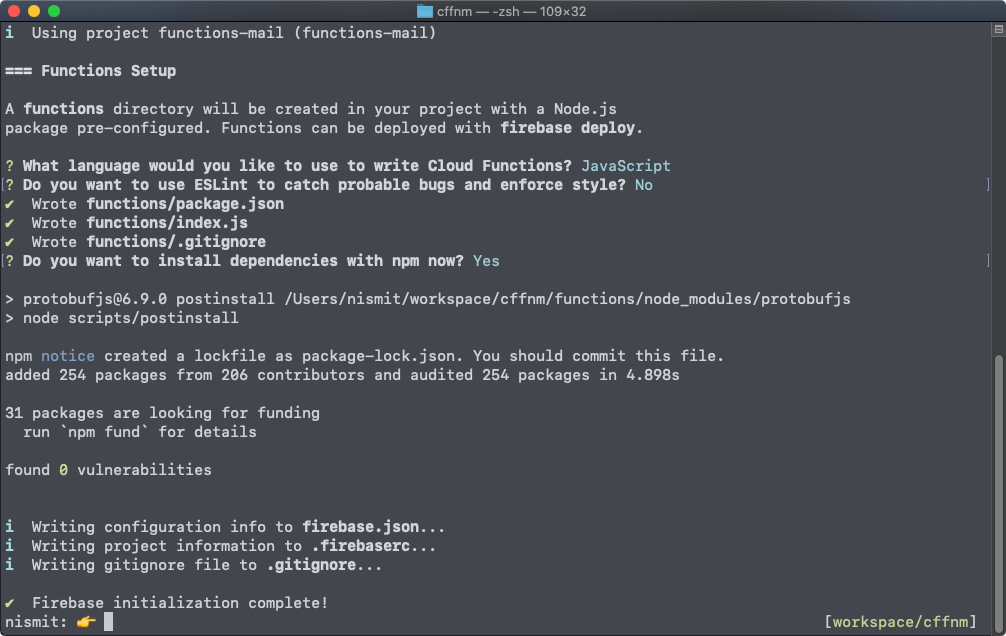 cffnm — -zsh — 109×32
i  Using project functions-mail (functions-mail)
=== Functions Setup
A functions directory will be created in your project with a Node.js
package pre-configured. Functions can be deployed with firebase deploy.
? What language would you like to use to write Cloud Functions? JavaScript
[? Do you want to use ESLint to catch probable bugs and enforce style? No ]
✔  Wrote functions/package.json
✔  Wrote functions/index.js
✔  Wrote functions/.gitignore
[? Do you want to install dependencies with npm now? Yes ]
> protobufjs@6.9.0 postinstall /Users/nismit/workspace/cffnm/functions/node_modules/protobufjs
> node scripts/postinstall
npm notice created a lockfile as package-lock.json. You should commit this file.
added 254 packages from 206 contributors and audited 254 packages in 4.898s
31 packages are looking for funding
  run `npm fund` for details
found 0 vulnerabilities
i  Writing configuration info to firebase.json...
i  Writing project information to .firebaserc...
i  Writing gitignore file to .gitignore...
✔  Firebase initialization complete!
nismit: 👉 [workspace/cffnm]